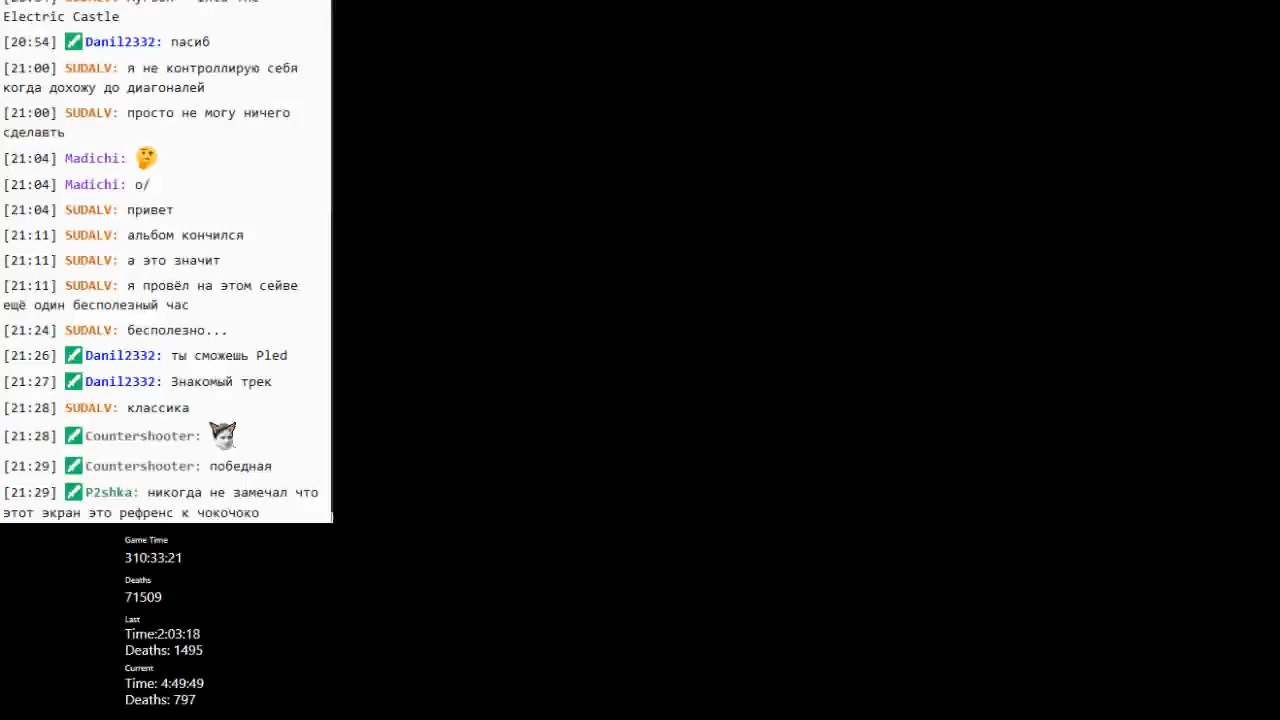 Electric Castle
[20:54] Danil2332: пасиб
[21:00] SUDALV: я не контроллирую себя
когда дохожу до диагоналей
[21:00] SUDALV: просто не могу ничего
сделавть
[21:04] Madichi:
[21:04] Madichi: o/
[21:04] SUDALV: привет
[21:11] SUDALV: альбом кончился
[21:11] SUDALV: а это значит
[21:11] SUDALV: я провёл на этом сейве
ещё один бесполезный час
[21:24] SUDALV: бесполезно...
[21:26] Danil2332: ты сможешь Pled
[21:27] Danil2332: Знакомый трек
[21:28] SUDALV: классика
[21:28] Countershooter:
[21:29] Countershooter: победная
[21:29] P2shka: никогда не замечал что
этот экран это рефренс к чокочоко
Game Time
310:33:21
Deaths
71509
Last
Time:2:03:18
Deaths: 1495
Current
Time: 4:49:49
Deaths: 797